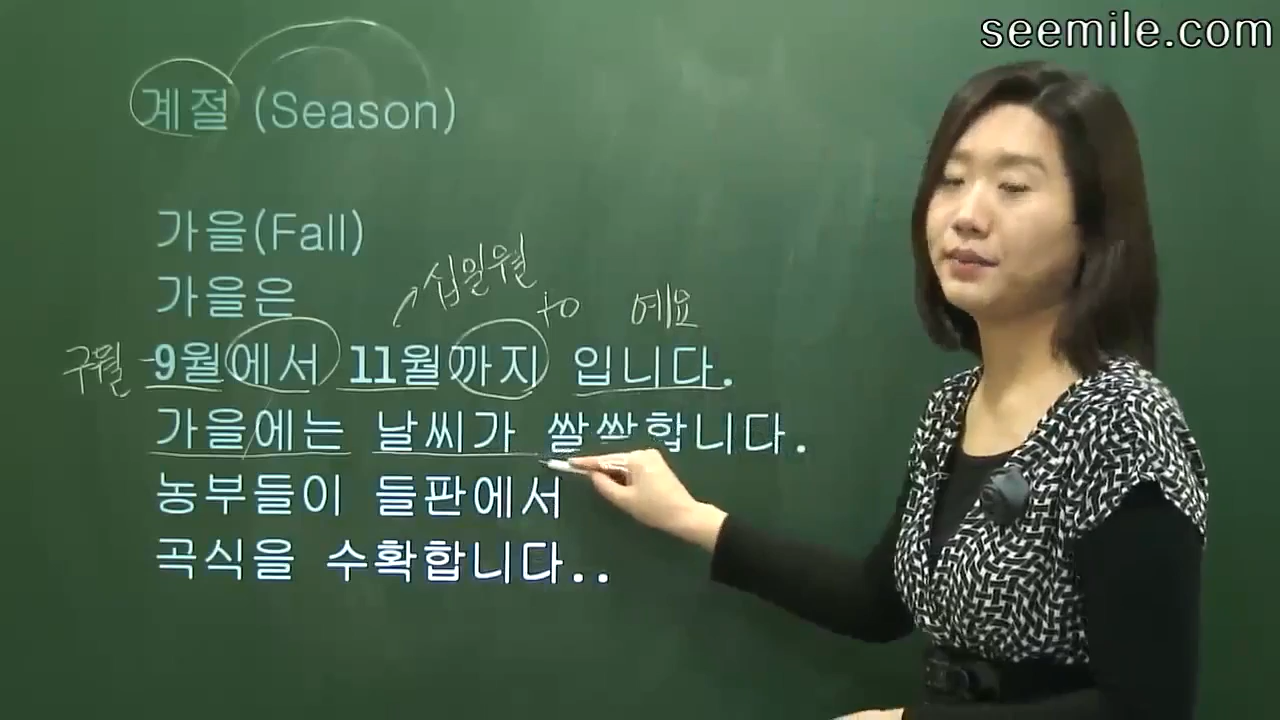 seemile.com
계절 (Season)
가을(Fall)
가을은
십일월
to
예요
구월 9월에서 11월까지 입니다.
가을에는 날씨가 쌀쌀합니다.
농부들이 들판에서
곡식을 수확합니다..